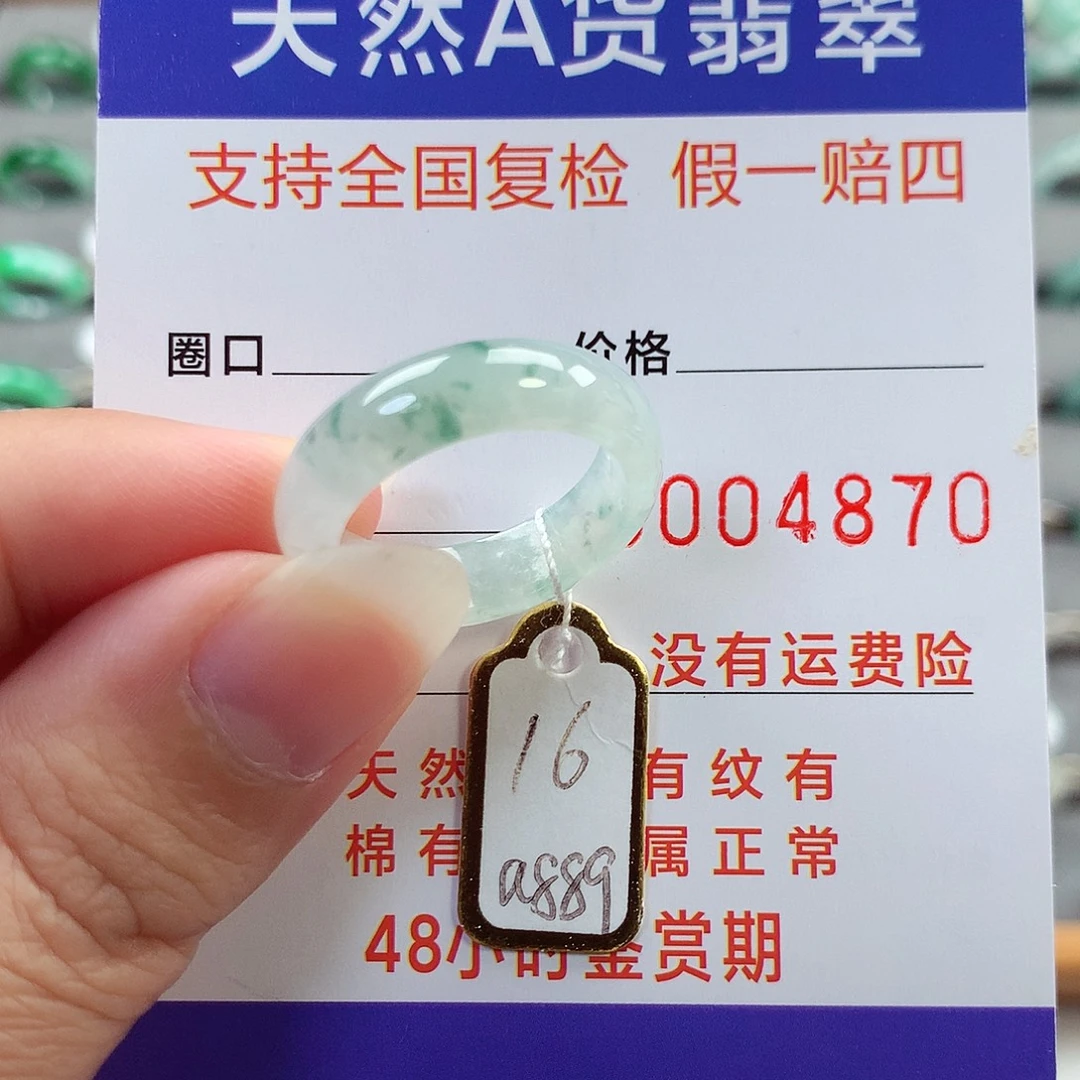 天然A货翡翠
支持全国复检 假一赔四
圈口 价格
004870
没有运费险
天然 有纹有
棉有 属正常
48小时鉴赏期
16
a889